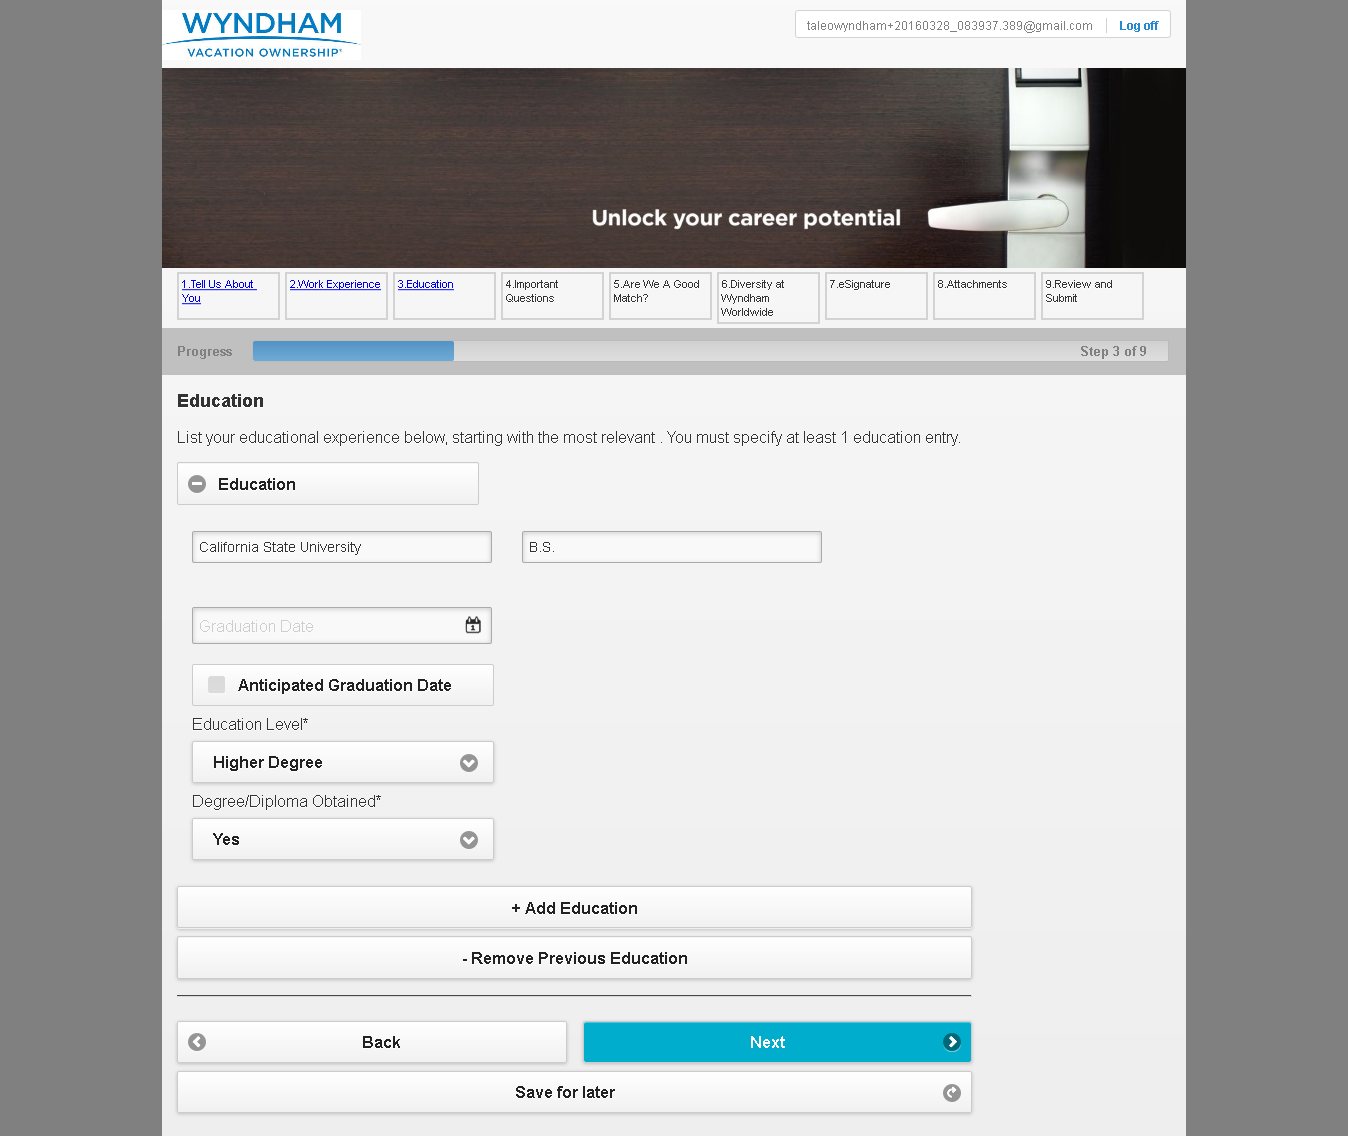 WYNDHAM
VACATION OWNERSHIP®
taleowyndham+20160328_083937.389@gmail.com
Log off
Unlock your career potential
1.Tell Us About You
2.Work Experience
3.Education
4.Important Questions
5.Are We A Good Match?
6.Diversity at Wyndham Worldwide
7.eSignature
8.Attachments
9.Review and Submit
Progress
Step 3 of 9
Education
List your educational experience below, starting with the most relevant . You must specify at least 1 education entry.
Education
California State University
B.S.
Graduation Date
Anticipated Graduation Date
Education Level*
Higher Degree
Degree/Diploma Obtained*
Yes
+ Add Education
- Remove Previous Education
Back
Next
Save for later